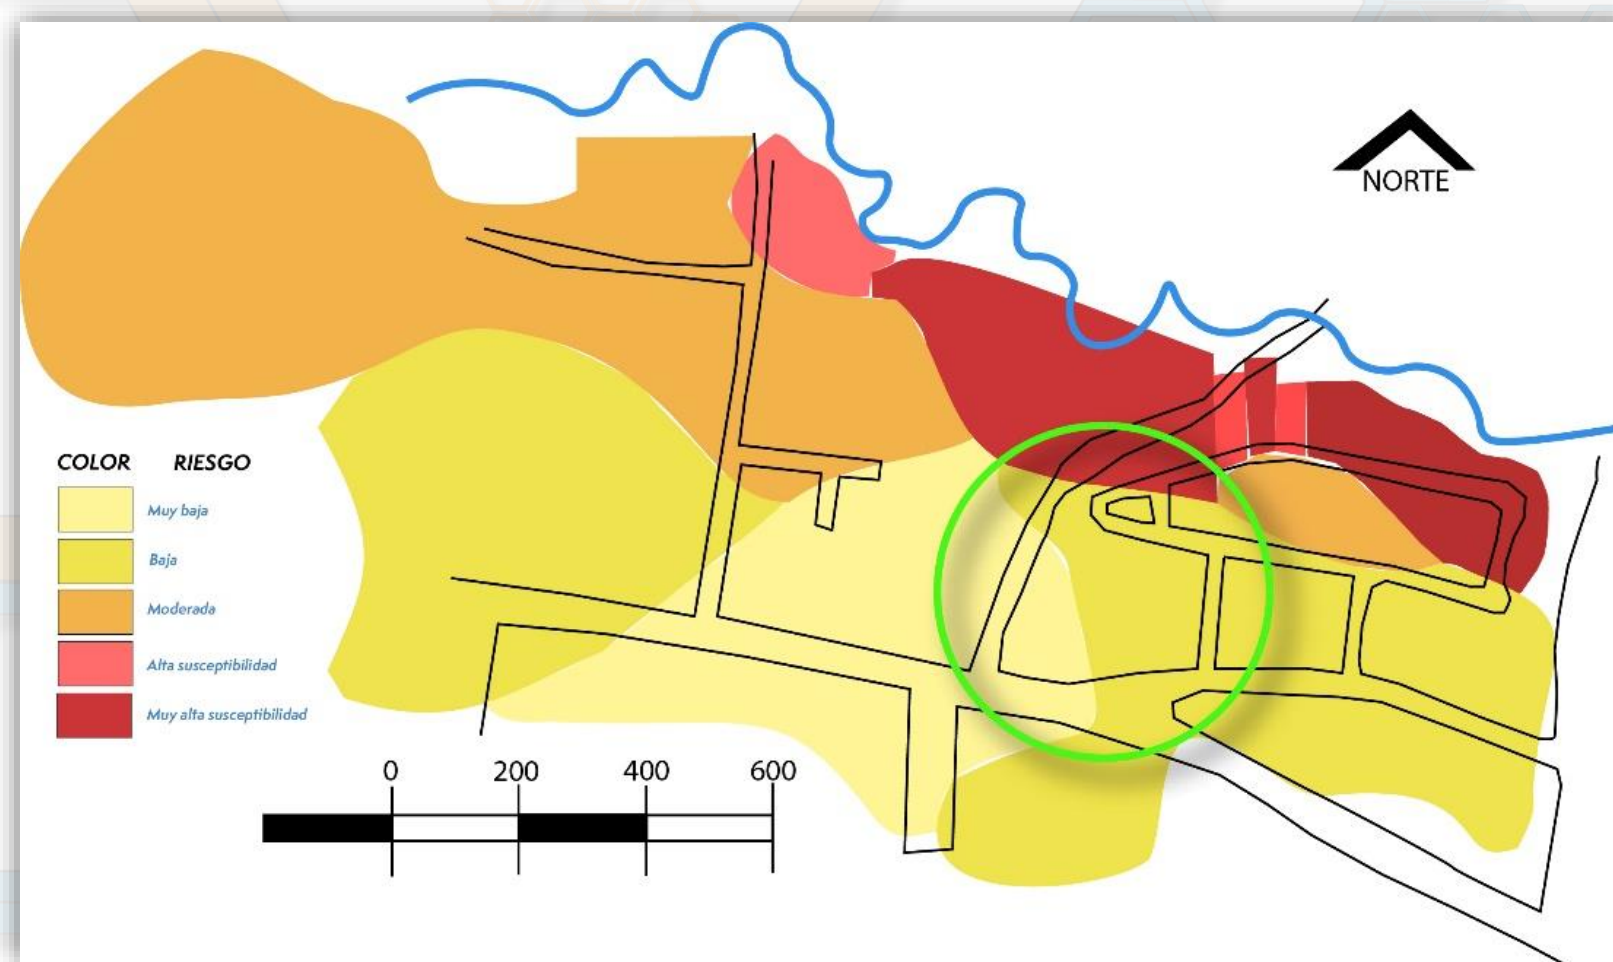 NORTE
COLOR RIESGO
Muy baja
Baja
Moderada
Alta susceptibilidad
Muy alta susceptibilidad
0 200 400 600